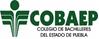 COBAEP
COLEGIO DE BACHILLERES
DEL ESTADO DE PUEBLA